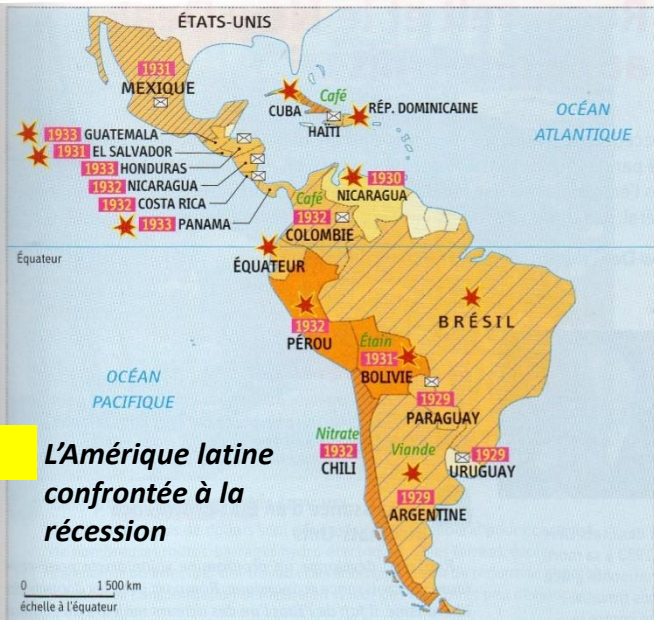 ÉTATS-UNIS
1931
MEXIQUE
CUBA
Café
HAÏTI
RÉP. DOMINICAINE
OCÉAN
ATLANTIQUE
1933 GUATEMALA
1931 EL SALVADOR
1933 HONDURAS
1932 NICARAGUA
1932 COSTA RICA
1933 PANAMA
1930
NICARAGUA
Café
1932
COLOMBIE
Équateur
ÉQUATEUR
BRÉSIL
1932
PÉROU
Étain
1931
BOLIVIE
OCÉAN
PACIFIQUE
1929
PARAGUAY
Nitrate
1932
CHILI
Viande
1929
URUGUAY
1929
ARGENTINE
L'Amérique latine
confrontée à la
récession
0 1 500 km
échelle à l'équateur